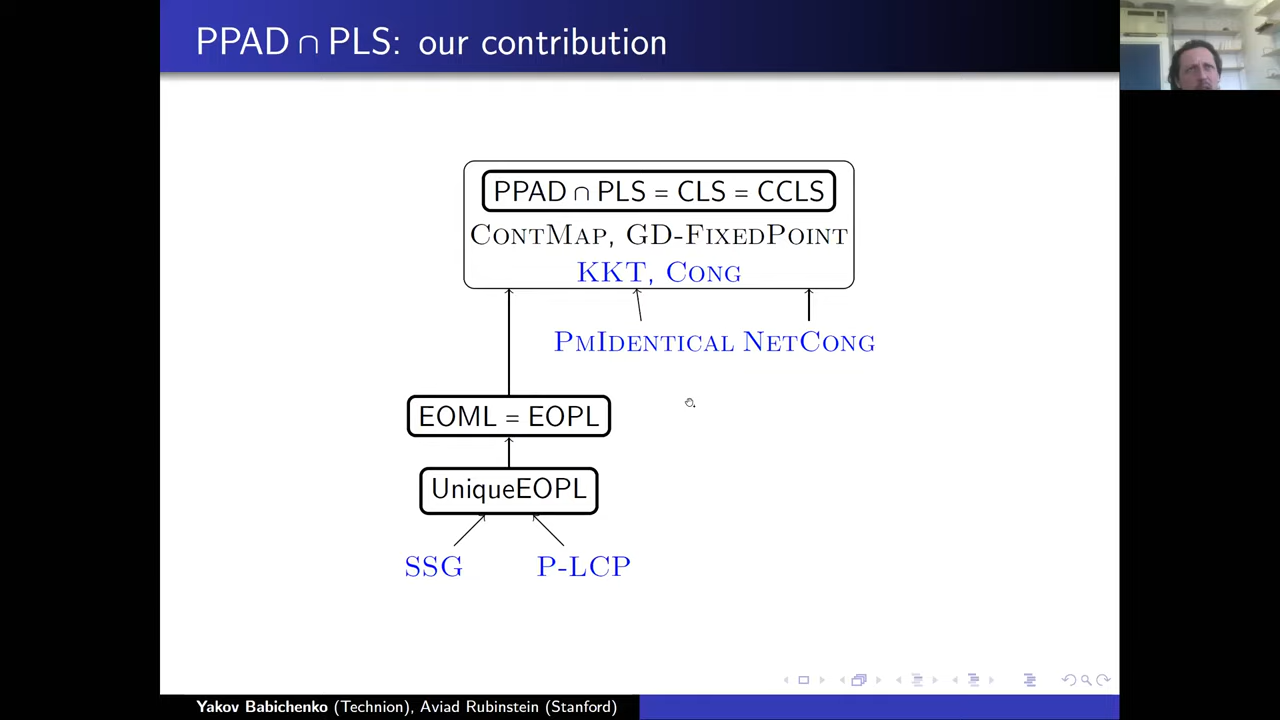 PPAD ∩ PLS: our contribution
PPAD ∩ PLS = CLS = CCLS
ContMap, GD-FixedPoint
KKT, Cong
PmIdentical NetCong
EOML = EOPL
UniqueEOPL
SSG P-LCP
Yakov Babichenko (Technion), Aviad Rubinstein (Stanford)